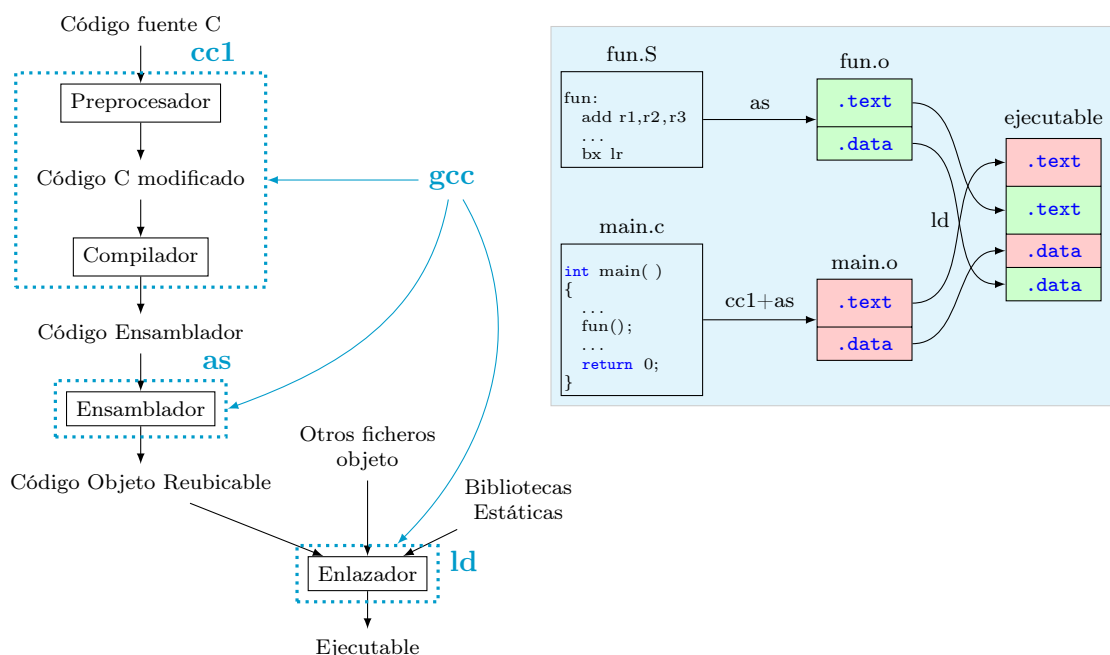 Código fuente C
cc1
Preprocesador
Código C modificado
Compilador
gcc
Código Ensamblador
as
Ensamblador
Código Objeto Reubicable
Otros ficheros
objeto
Bibliotecas
Estáticas
Enlazador
ld
Ejecutable
fun.S
fun:
add r1,r2,r3
...
bx lr
as
fun.o
.text
.data
main.c
int main( )
{
...
fun();
...
return 0;
}
cc1+as
main.o
.text
.data
ld
ejecutable
.text
.text
.data
.data